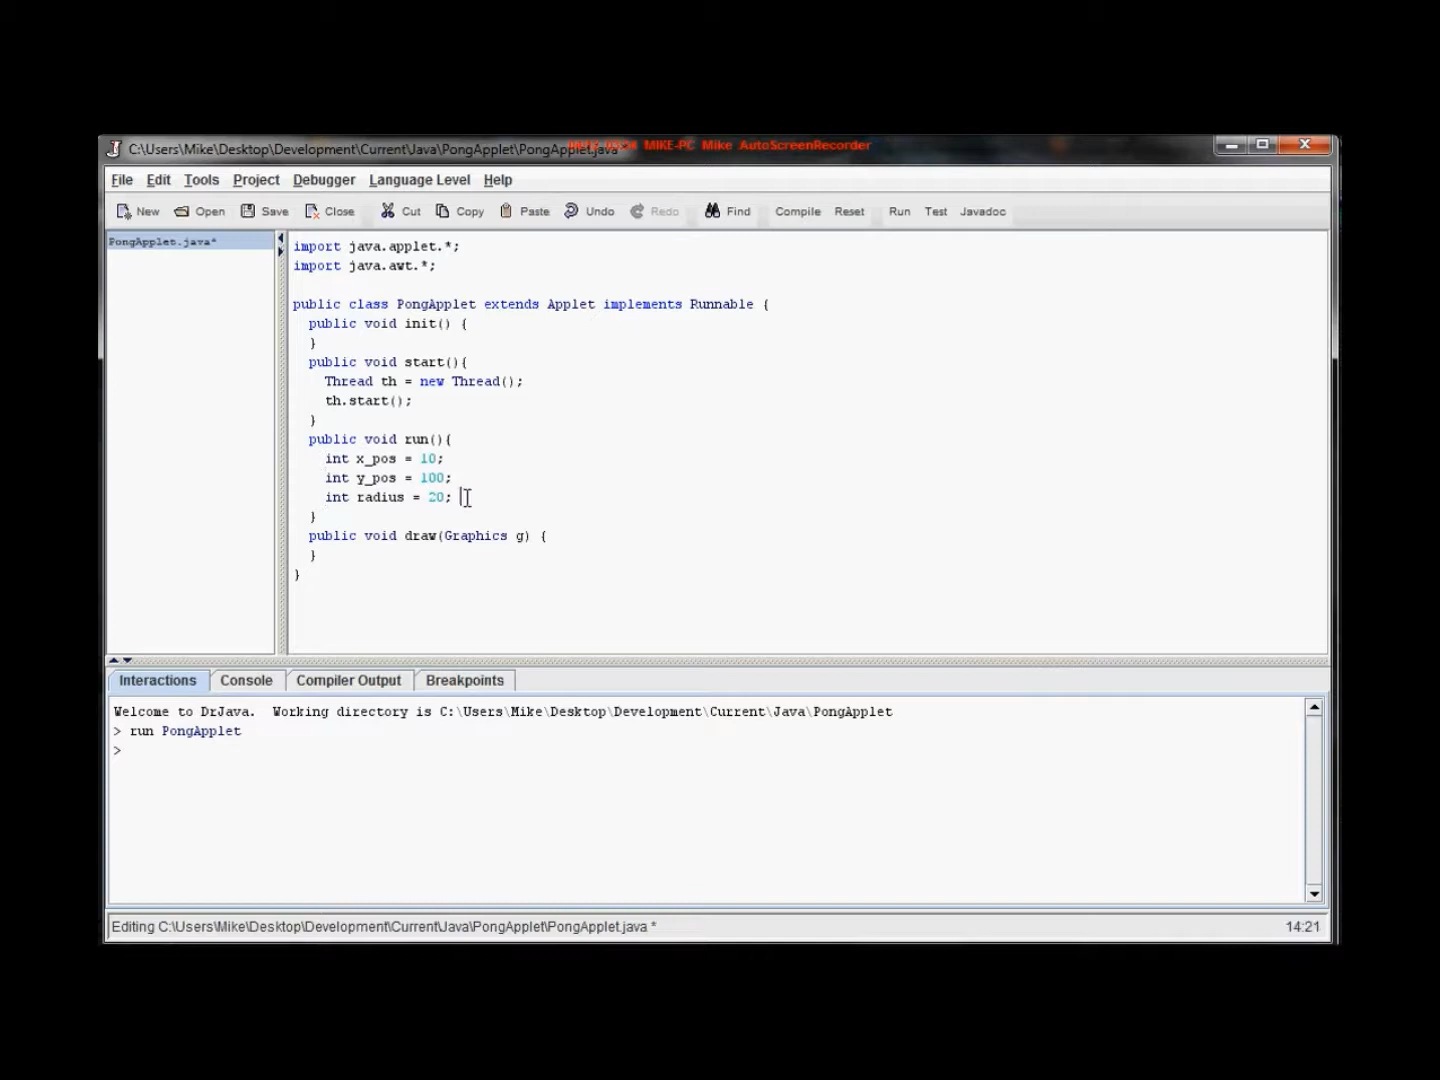 C:\Users\Mike\Desktop\Development\Current\Java\PongApplet\PongApplet.java
MIKE-PC Mike AutoScreenRecorder
File Edit Tools Project Debugger Language Level Help
New Open Save Close Cut Copy Paste Undo Redo Find Compile Reset Run Test Javadoc
PongApplet.java*
import java.applet.*;
import java.awt.*;
public class PongApplet extends Applet implements Runnable {
public void init() {
}
public void start(){
Thread th = new Thread();
th.start();
}
public void run(){
int x_pos = 10;
int y_pos = 100;
int radius = 20;
}
public void draw(Graphics g) {
}
}
Interactions Console Compiler Output Breakpoints
Welcome to DrJava. Working directory is C:\Users\Mike\Desktop\Development\Current\Java\PongApplet
> run PongApplet
>
Editing C:\Users\Mike\Desktop\Development\Current\Java\PongApplet\PongApplet.java * 14:21